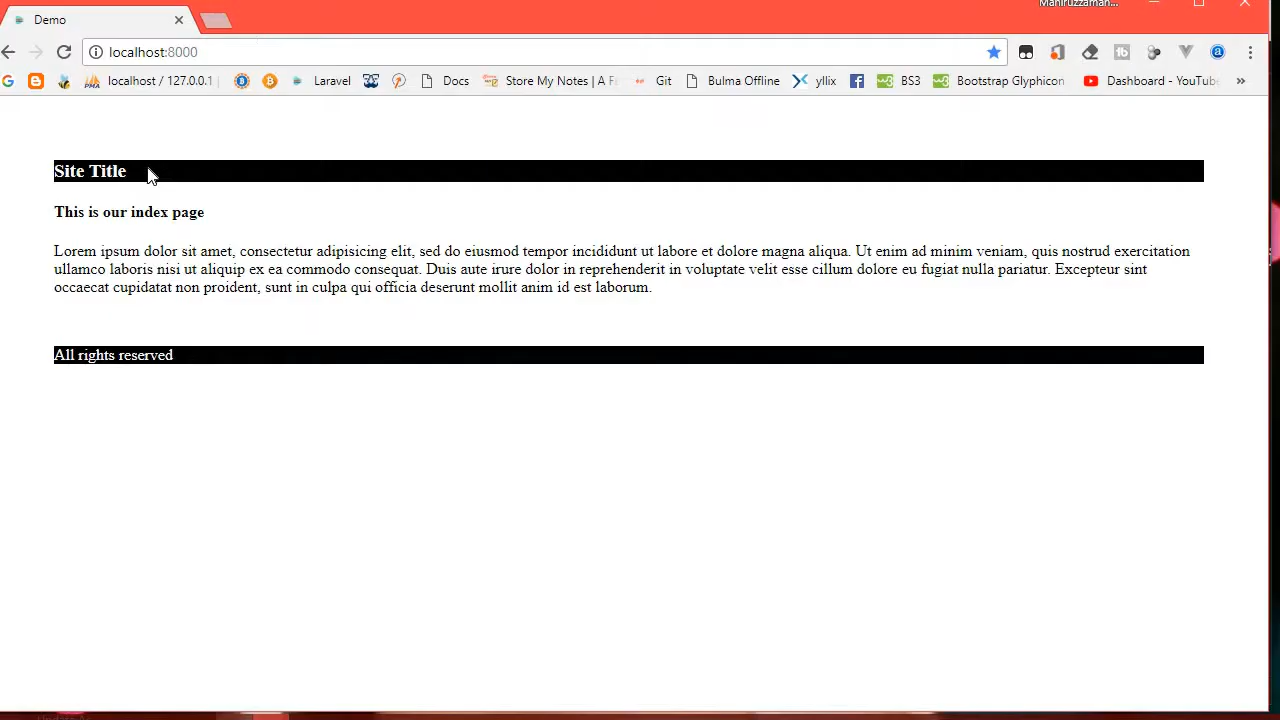 Mahiruzzaman...
Demo
localhost:8000
localhost / 127.0.0.1
Laravel
Docs
Store My Notes | A F
Git
Bulma Offline
yllix
BS3
Bootstrap Glyphicon
Dashboard - YouTub
Site Title
This is our index page
Lorem ipsum dolor sit amet, consectetur adipisicing elit, sed do eiusmod tempor incididunt ut labore et dolore magna aliqua. Ut enim ad minim veniam, quis nostrud exercitation
ullamco laboris nisi ut aliquip ex ea commodo consequat. Duis aute irure dolor in reprehenderit in voluptate velit esse cillum dolore eu fugiat nulla pariatur. Excepteur sint
occaecat cupidatat non proident, sunt in culpa qui officia deserunt mollit anim id est laborum.
All rights reserved